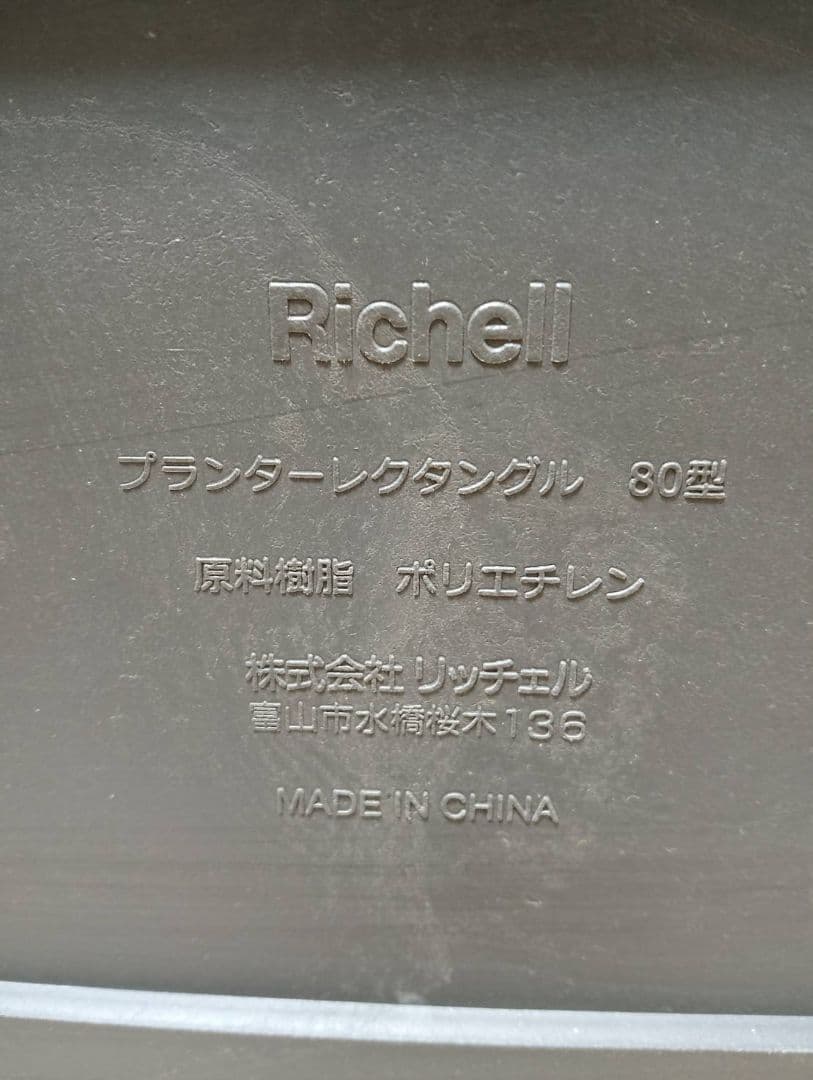 Richell
プランターレクタングル　80型
原料樹脂　ポリエチレン
株式会社 リッチェル
富山市水橋桜木136
MADE IN CHINA